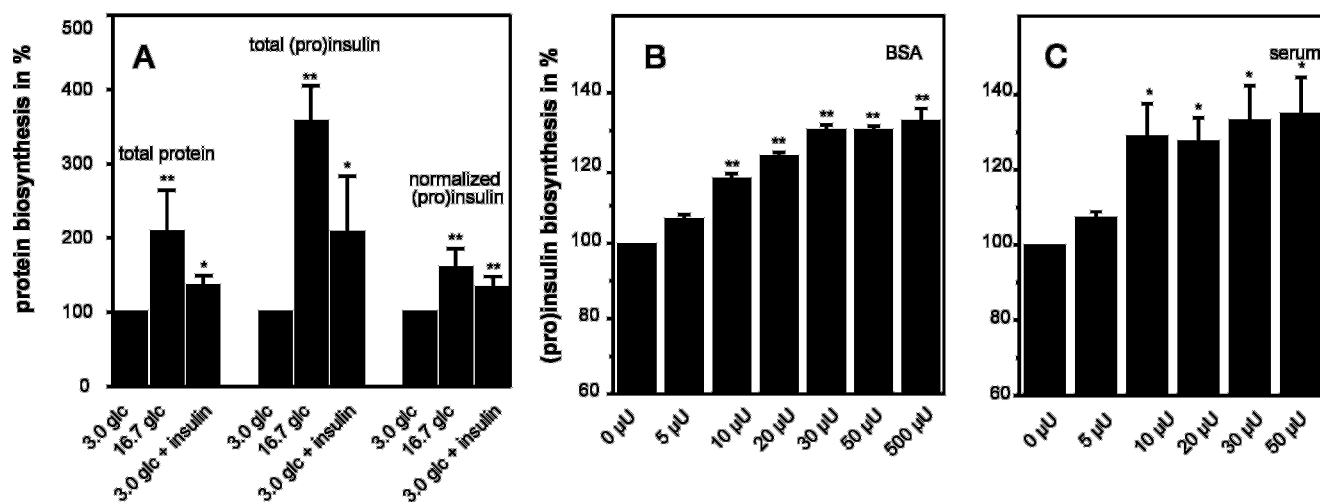 A
protein biosynthesis in %
500
400
300
200
100
0
total protein
**
*
total (pro)insulin
**
*
normalized
(pro)insulin
**
**
3.0 glc
16.7 glc
3.0 glc + insulin
3.0 glc
16.7 glc
3.0 glc + insulin
3.0 glc
16.7 glc
3.0 glc + insulin
B
BSA
(pro)insulin biosynthesis in %
140
120
100
80
60
**
**
**
**
**
0 µU
5 µU
10 µU
20 µU
30 µU
50 µU
500 µU
C
serum
140
120
100
80
60
*
*
*
*
0 µU
5 µU
10 µU
20 µU
30 µU
50 µU